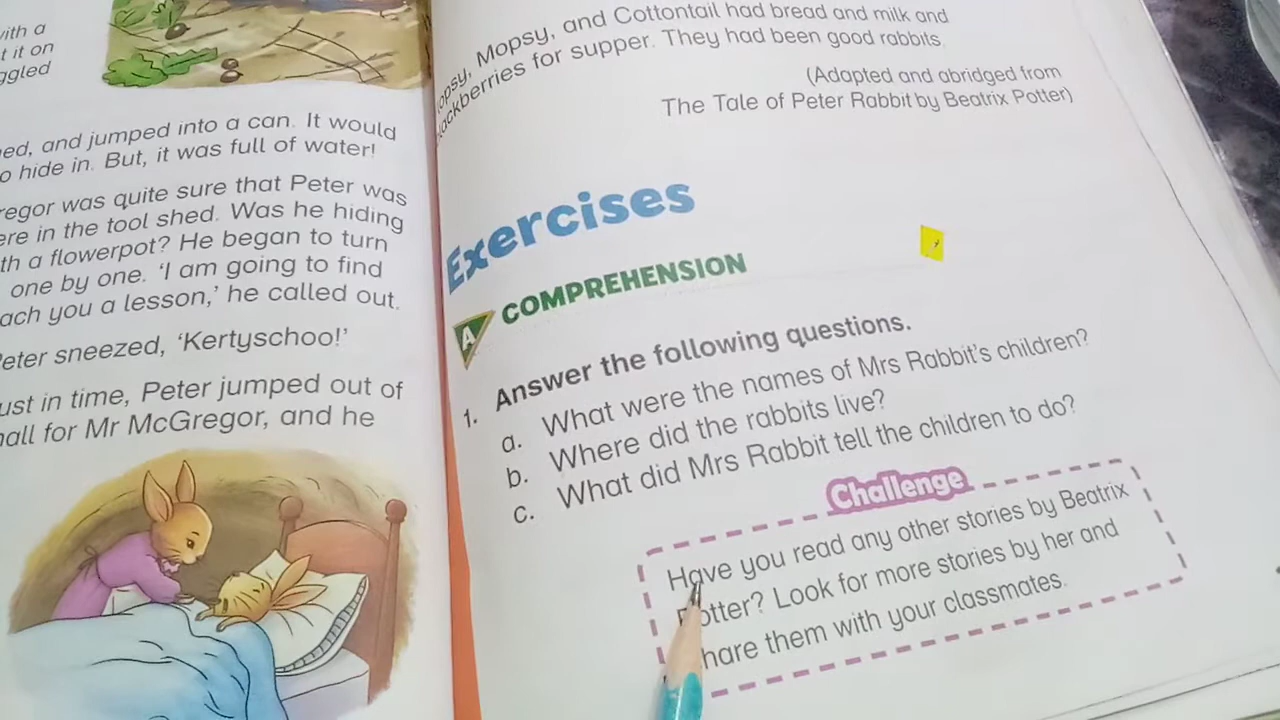 with a
t it on
ggled
ed, and jumped into a can. It would
o hide in. But, it was full of water!
regor was quite sure that Peter was
ere in the tool shed. Was he hiding
th a flowerpot? He began to turn
one by one. 'I am going to find
ach you a lesson,' he called out.
Peter sneezed, 'Kertyschoo!'
ust in time, Peter jumped out of
all for Mr McGregor, and he
opsy, Mopsy, and Cottontail had bread and milk and
lackberries for supper. They had been good rabbits.
(Adapted and abridged from
The Tale of Peter Rabbit by Beatrix Potter)
Exercises
A COMPREHENSION
1. Answer the following questions.
a. What were the names of Mrs Rabbit's children?
b. Where did the rabbits live?
c. What did Mrs Rabbit tell the children to do?
Challenge
Have you read any other stories by Beatrix
Potter? Look for more stories by her and
hare them with your classmates.